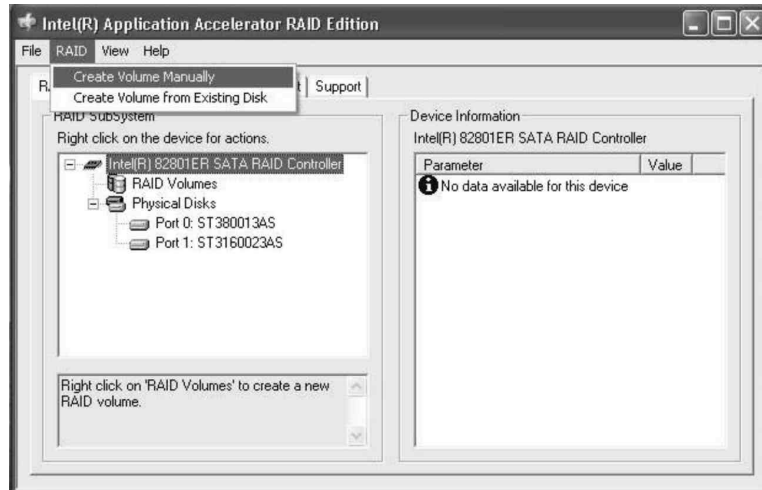 Intel(R) Application Accelerator RAID Edition
File RAID View Help
Create Volume Manually
Create Volume from Existing Disk
Support
RAID SubSystem
Right click on the device for actions.
Intel(R) 82801ER SATA RAID Controller
RAID Volumes
Physical Disks
Port 0: ST380013AS
Port 1: ST3160023AS
Right click on 'RAID Volumes' to create a new
RAID volume.
Device Information
Intel(R) 82801ER SATA RAID Controller
Parameter Value
No data available for this device